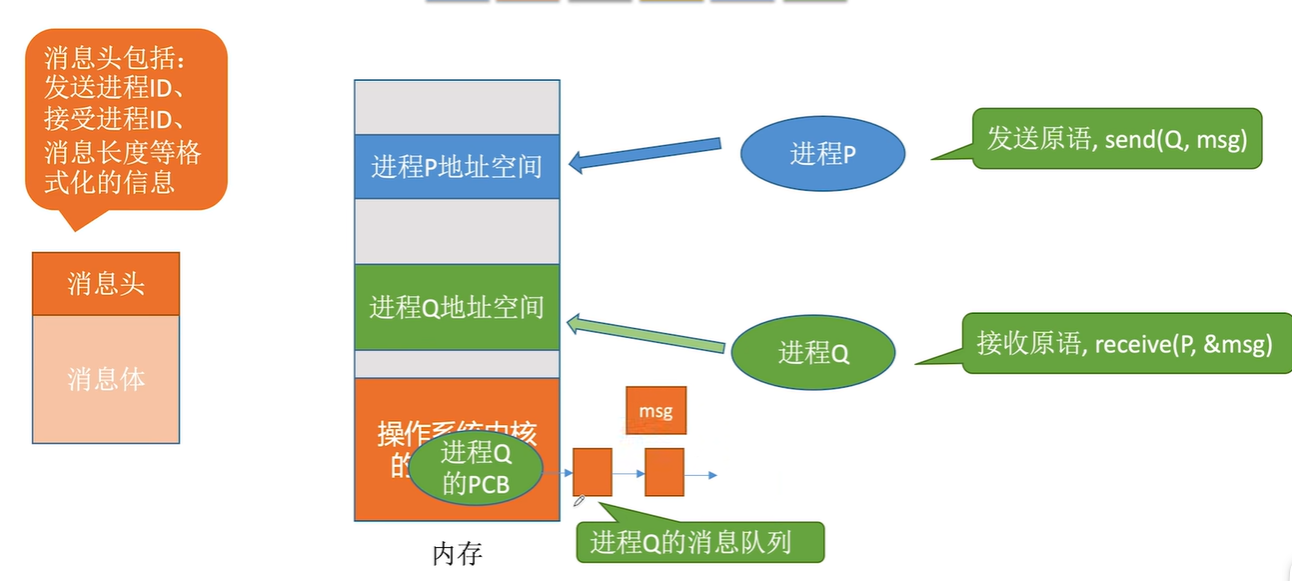 消息头包括：
发送进程ID、
接受进程ID、
消息长度等格
式化的信息
消息头
消息体
进程P地址空间
进程Q地址空间
操作系统内核
的
进程Q
的PCB
内存
进程P
发送原语, send(Q, msg)
进程Q
接收原语, receive(P, &msg)
msg
进程Q的消息队列